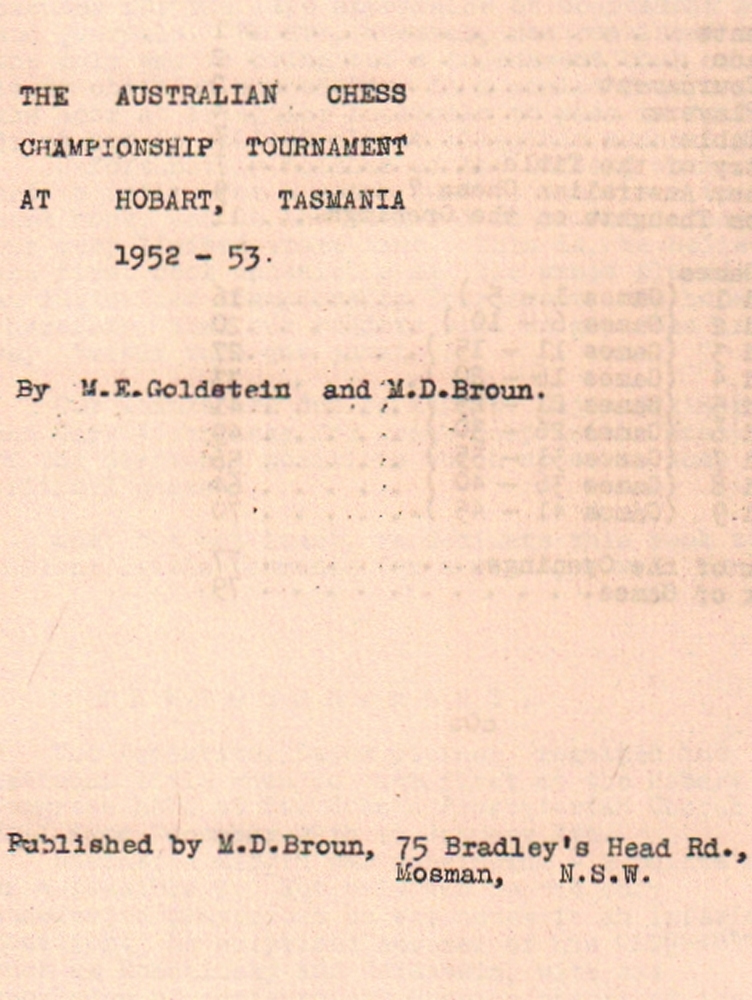 THE AUSTRALIAN CHESS
CHAMPIONSHIP TOURNAMENT
AT HOBART, TASMANIA
1952 - 53.
By M.E.Goldstein and M.D.Broun.
Published by M.D.Broun, 75 Bradley's Head Rd.,
Mosman, N.S.W.